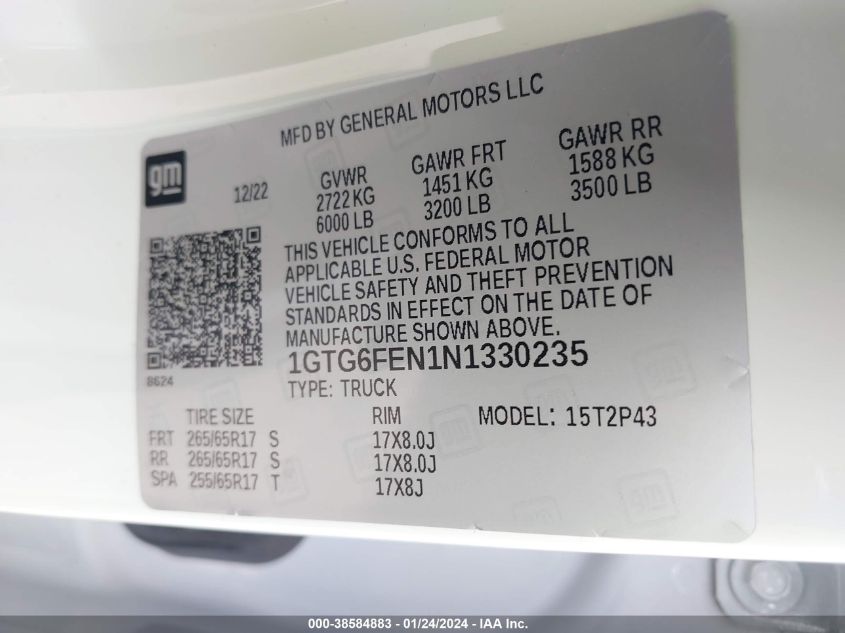 MFD BY GENERAL MOTORS LLC
gm
12/22
GVWR
2722 KG
6000 LB
GAWR FRT
1451 KG
3200 LB
GAWR RR
1588 KG
3500 LB
THIS VEHICLE CONFORMS TO ALL
APPLICABLE U.S. FEDERAL MOTOR
VEHICLE SAFETY AND THEFT PREVENTION
STANDARDS IN EFFECT ON THE DATE OF
MANUFACTURE SHOWN ABOVE.
1GTG6FEN1N1330235
8624
TYPE: TRUCK
TIRE SIZE RIM MODEL: 15T2P43
FRT 265/65R17 S 17X8.0J
RR 265/65R17 S 17X8.0J
SPA 255/65R17 T 17X8J
000-38584883 - 01/24/2024 - IAA Inc.